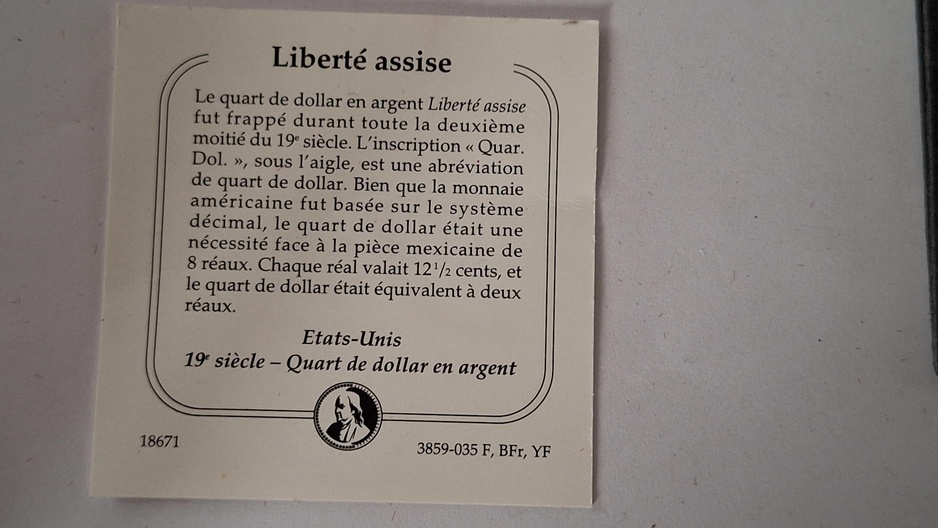 Liberté assise
Le quart de dollar en argent Liberté assise
fut frappé durant toute la deuxième
moitié du 19e siècle. L'inscription « Quar.
Dol. », sous l'aigle, est une abréviation
de quart de dollar. Bien que la monnaie
américaine fut basée sur le système
décimal, le quart de dollar était une
nécessité face à la pièce mexicaine de
8 réaux. Chaque réal valait 12 1/2 cents, et
le quart de dollar était équivalent à deux
réaux.
Etats-Unis
19e siècle – Quart de dollar en argent
18671
3859-035 F, BFr, YF